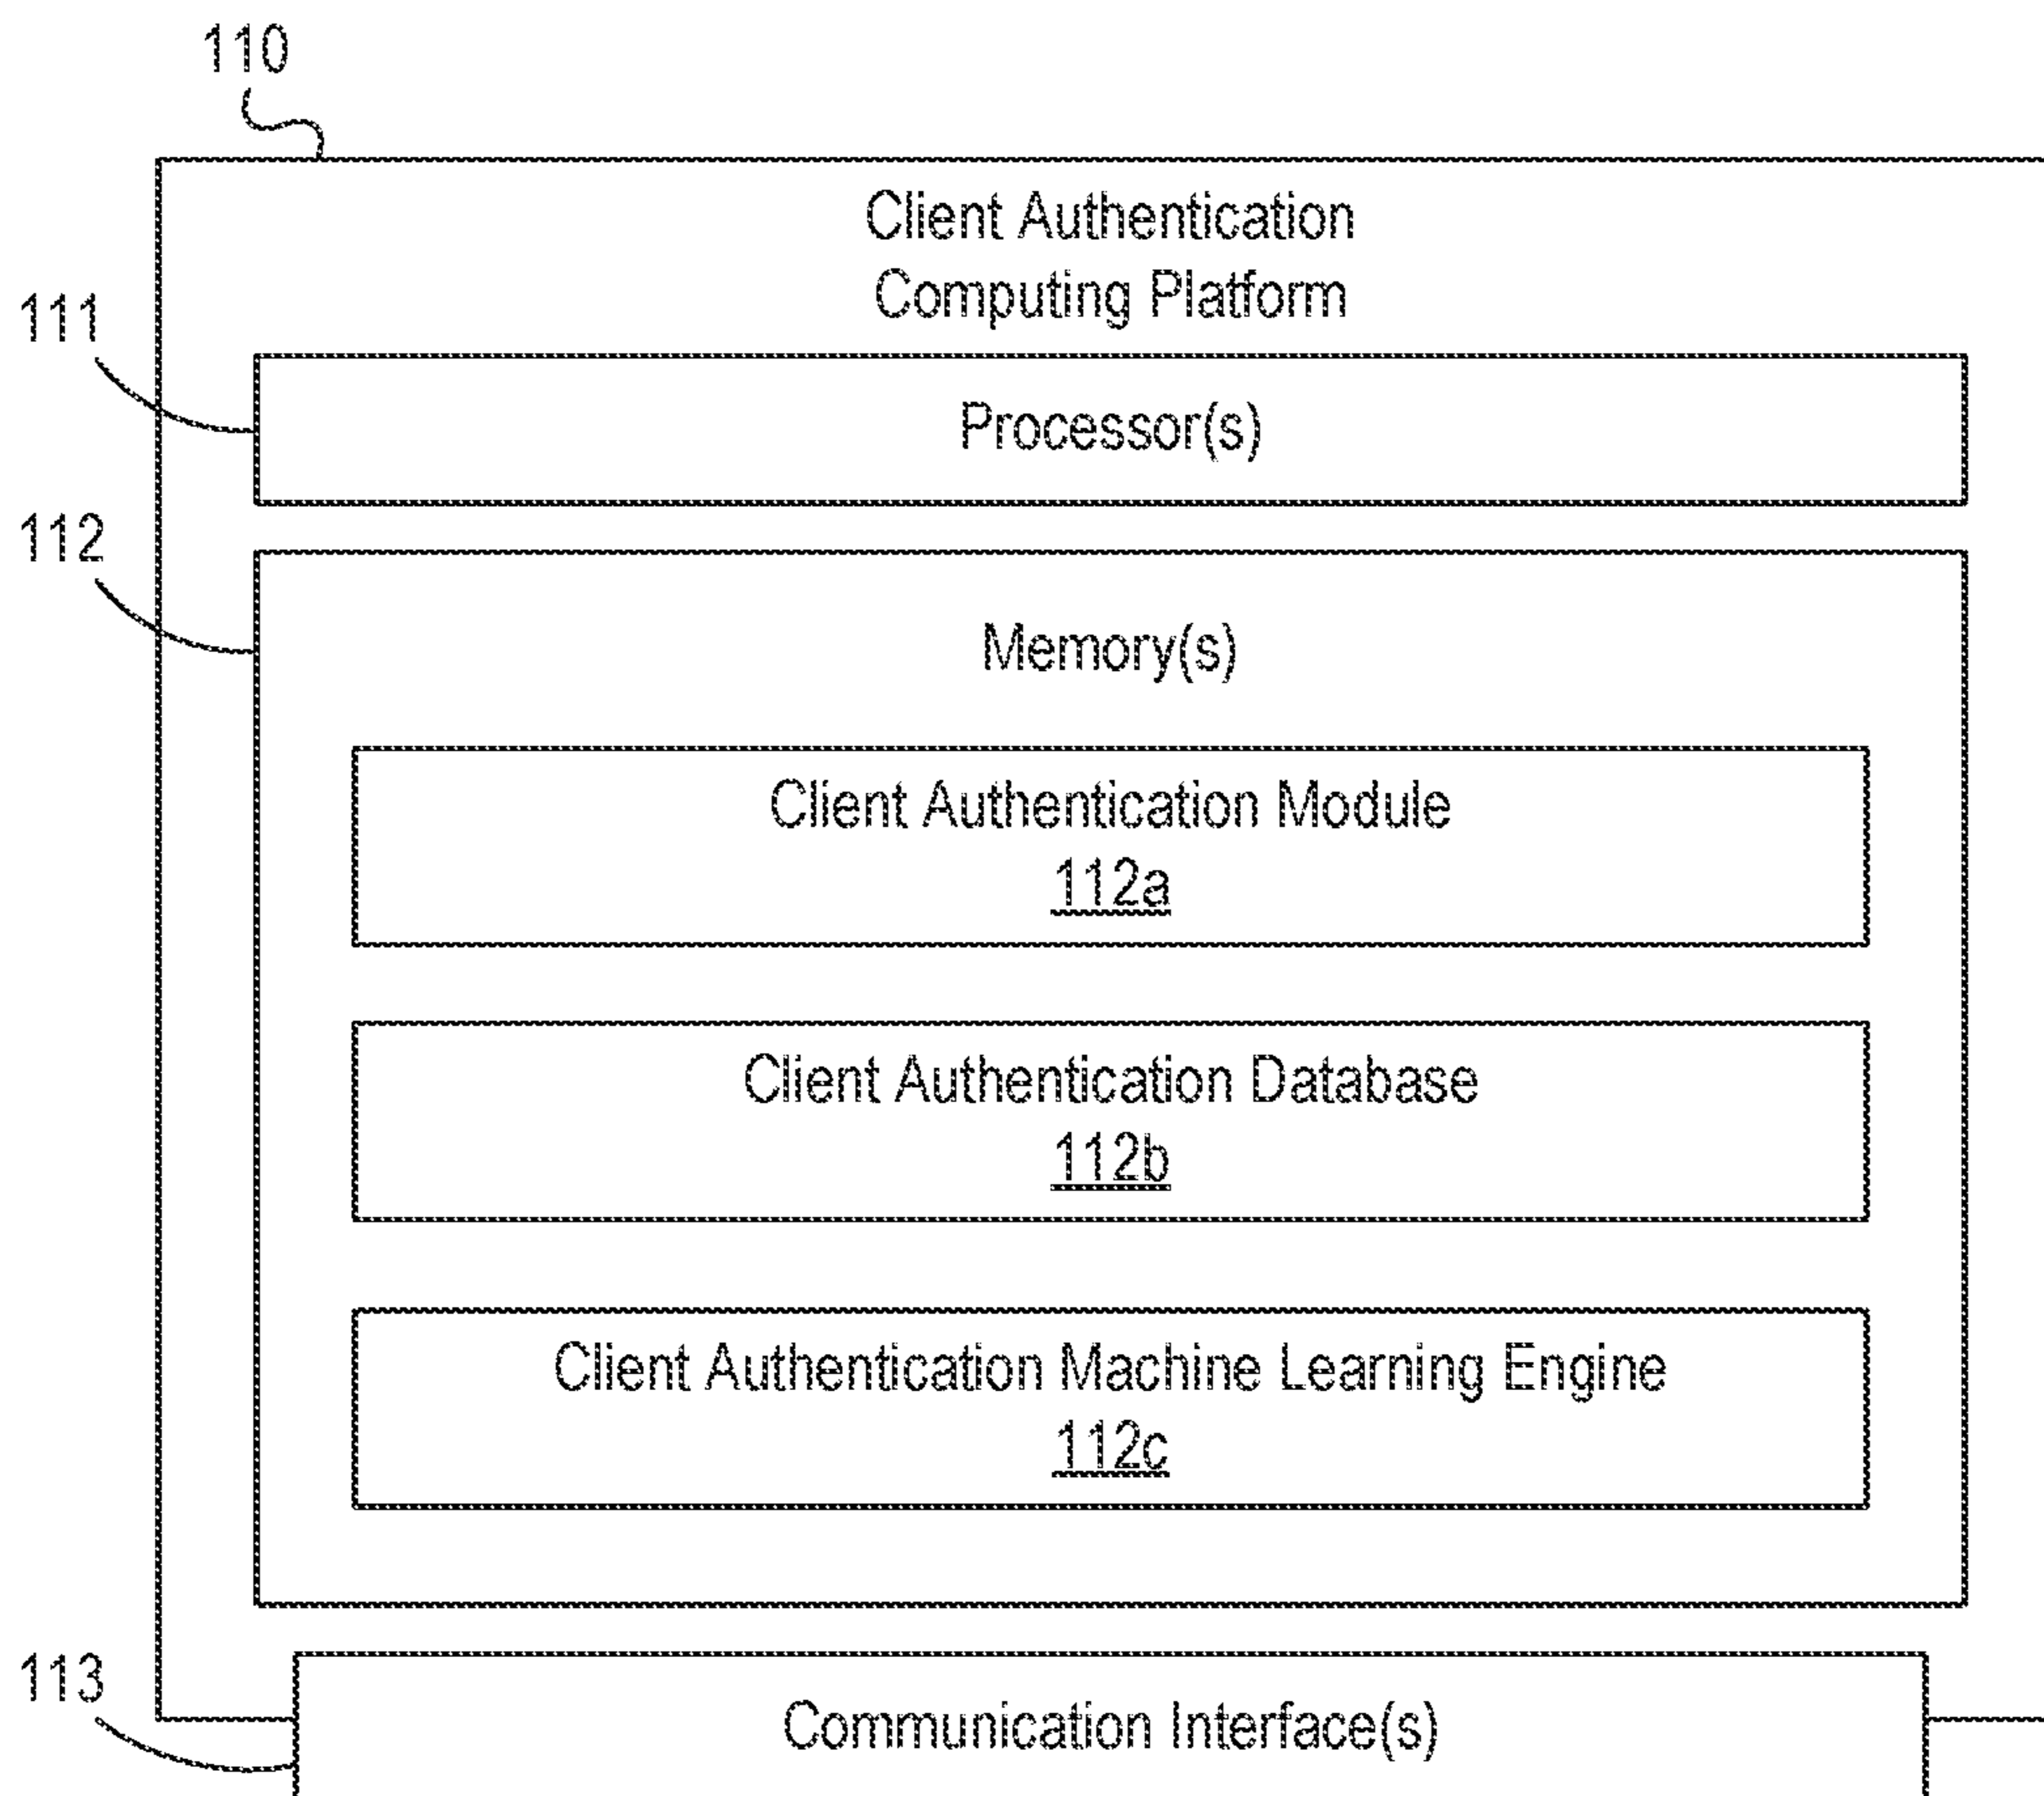 110
Client Authentication
Computing Platform
111
Processor(s)
112
Memory(s)
Client Authentication Module
112a
Client Authentication Database
112b
Client Authentication Machine Learning Engine
112c
113
Communication Interface(s)